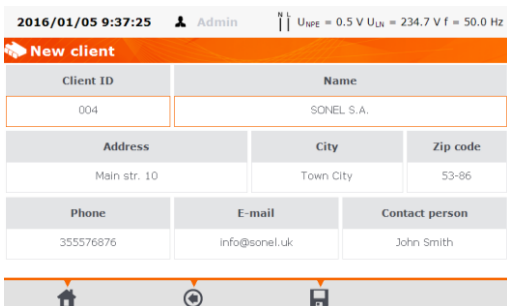 2016/01/05 9:37:25 Admin N L UNPE = 0.5 V ULN = 234.7 V f = 50.0 Hz
New client
Client ID Name
004 SONEL S.A.
Address City Zip code
Main str. 10 Town City 53-86
Phone E-mail Contact person
355576876 info@sonel.uk John Smith